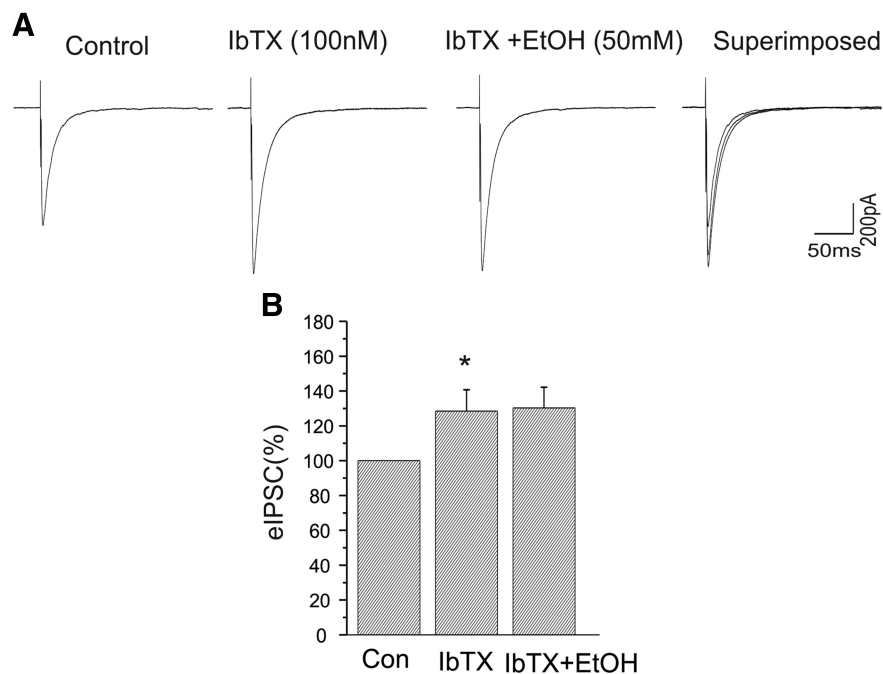 A
Control
IbTX (100nM)
IbTX +EtOH (50mM)
Superimposed
200pA
50ms
B
eIPSC(%)
180
160
140
120
100
80
60
40
20
0
*
Con
IbTX
IbTX+EtOH